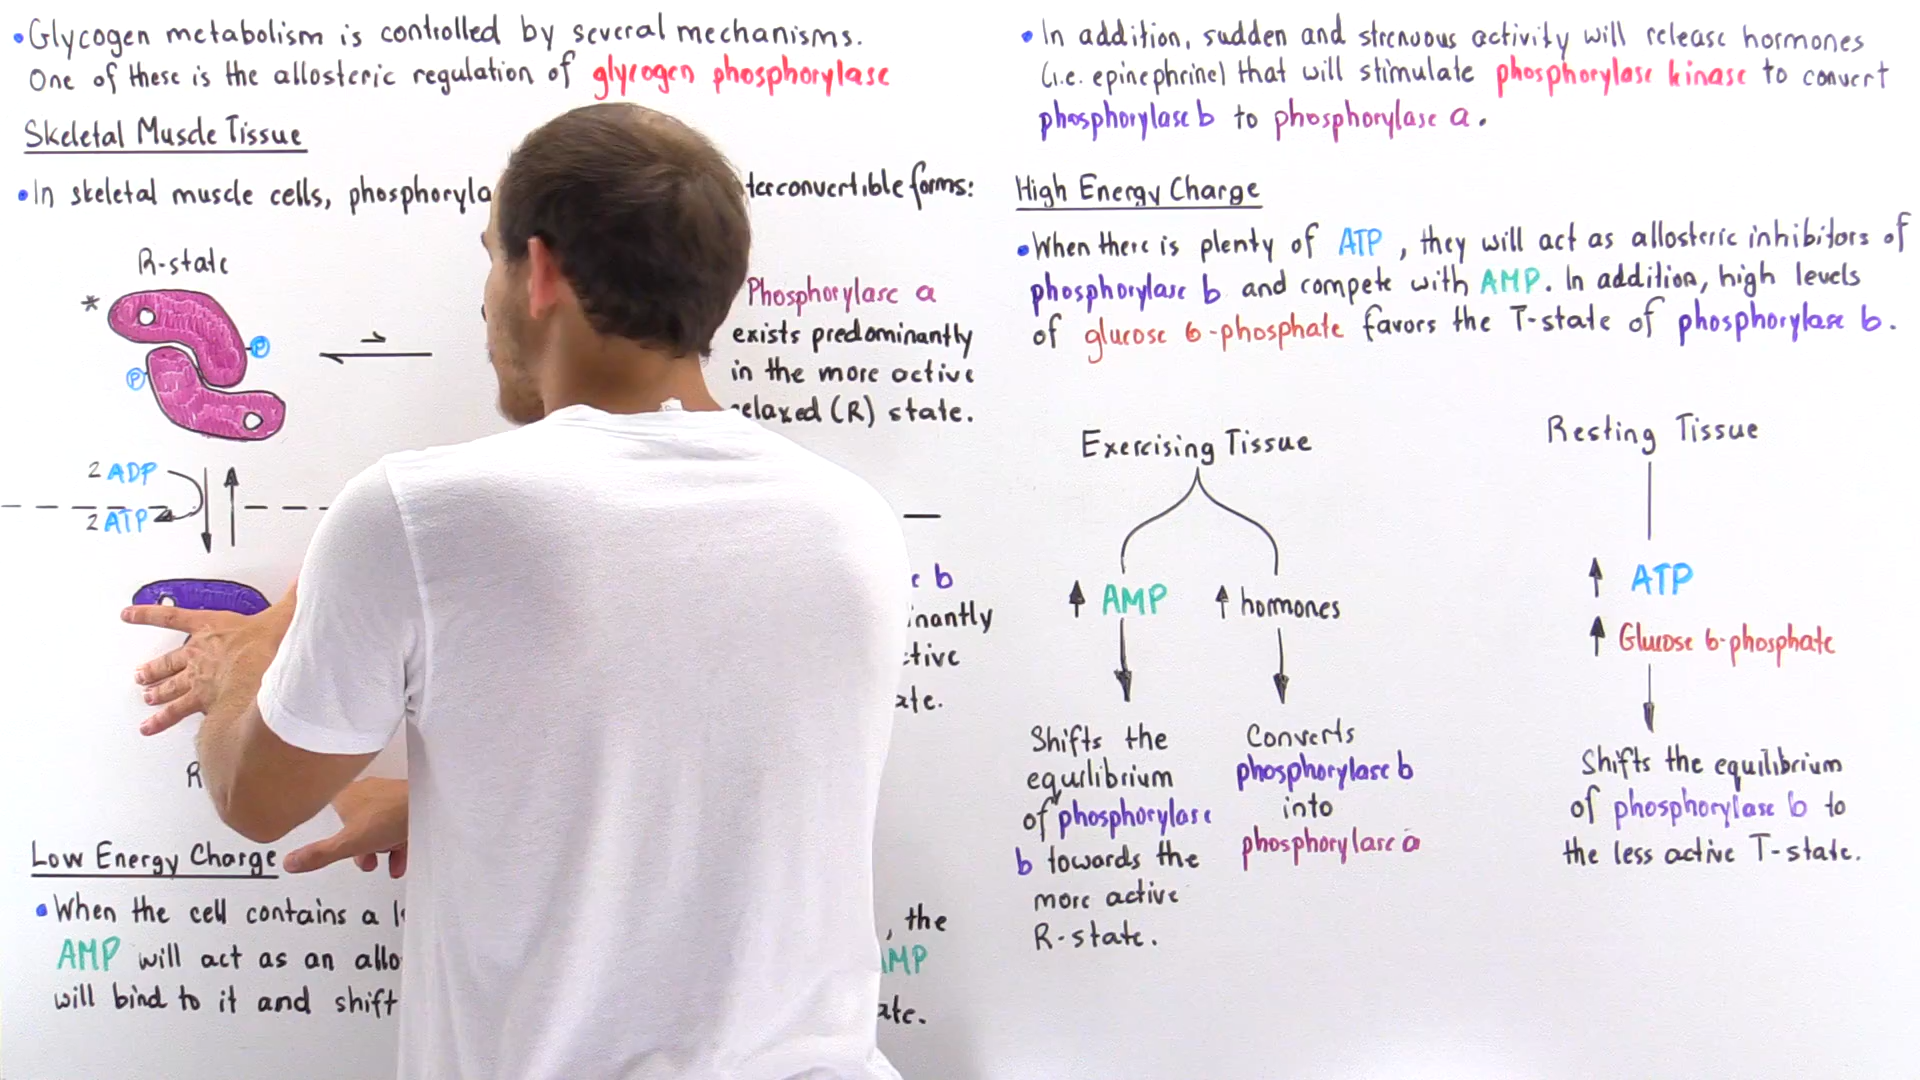 •Glycogen metabolism is controlled by several mechanisms.
One of these is the allosteric regulation of glycogen phosphorylase
Skeletal Muscle Tissue
•In skeletal muscle cells, phosphoryla
terconvertible forms:
R-state
*
P
P
Phosphorylase a
exists predominantly
in the more active
relaxed (R) state.
2 ADP
2 ATP
e b
inantly
ctive
ate.
R
Low Energy Charge
•When the cell contains a l
, the
AMP will act as an allo
AMP
will bind to it and shift
ate.
•In addition, sudden and strenuous activity will release hormones
(i.e. epinephrine) that will stimulate phosphorylase kinase to convert
phosphorylase b to phosphorylase a.
High Energy Charge
•When there is plenty of ATP, they will act as allosteric inhibitors of
phosphorylase b and compete with AMP. In addition, high levels
of glucose 6-phosphate favors the T-state of phosphorylase b.
Exercising Tissue
↑ AMP
↑ hormones
Shifts the
equilibrium
of phosphorylase
b towards the
more active
R-state.
Converts
phosphorylase b
into
phosphorylase a
Resting Tissue
↑ ATP
↑ Glucose 6-phosphate
Shifts the equilibrium
of phosphorylase b to
the less active T-state.